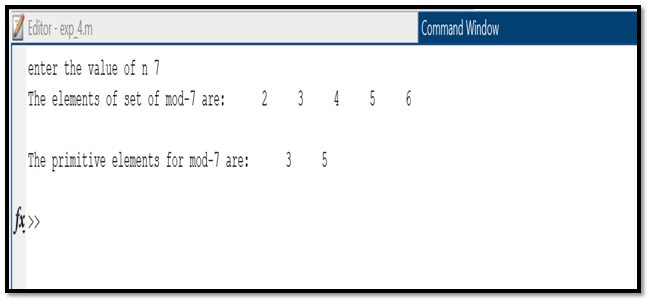 Editor - exp_4.m
Command Window
enter the value of n 7
The elements of set of mod-7 are: 2 3 4 5 6
The primitive elements for mod-7 are: 3 5
fx >>